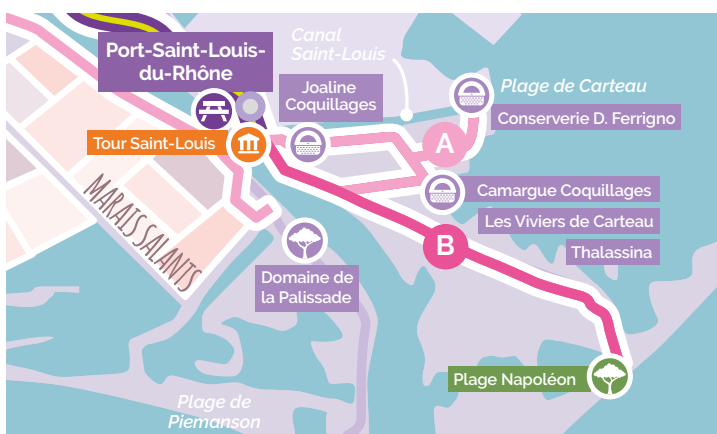 Port-Saint-Louis-
du-Rhône
Canal
Saint-Louis
Joaline
Coquillages
Plage de Carteau
Conserverie D. Ferrigno
Tour Saint-Louis
A
Camargue Coquillages
Les Viviers de Carteau
Thalassina
MARAIS SALANTS
B
Domaine de
la Palissade
Plage Napoléon
Plage de
Piemanson